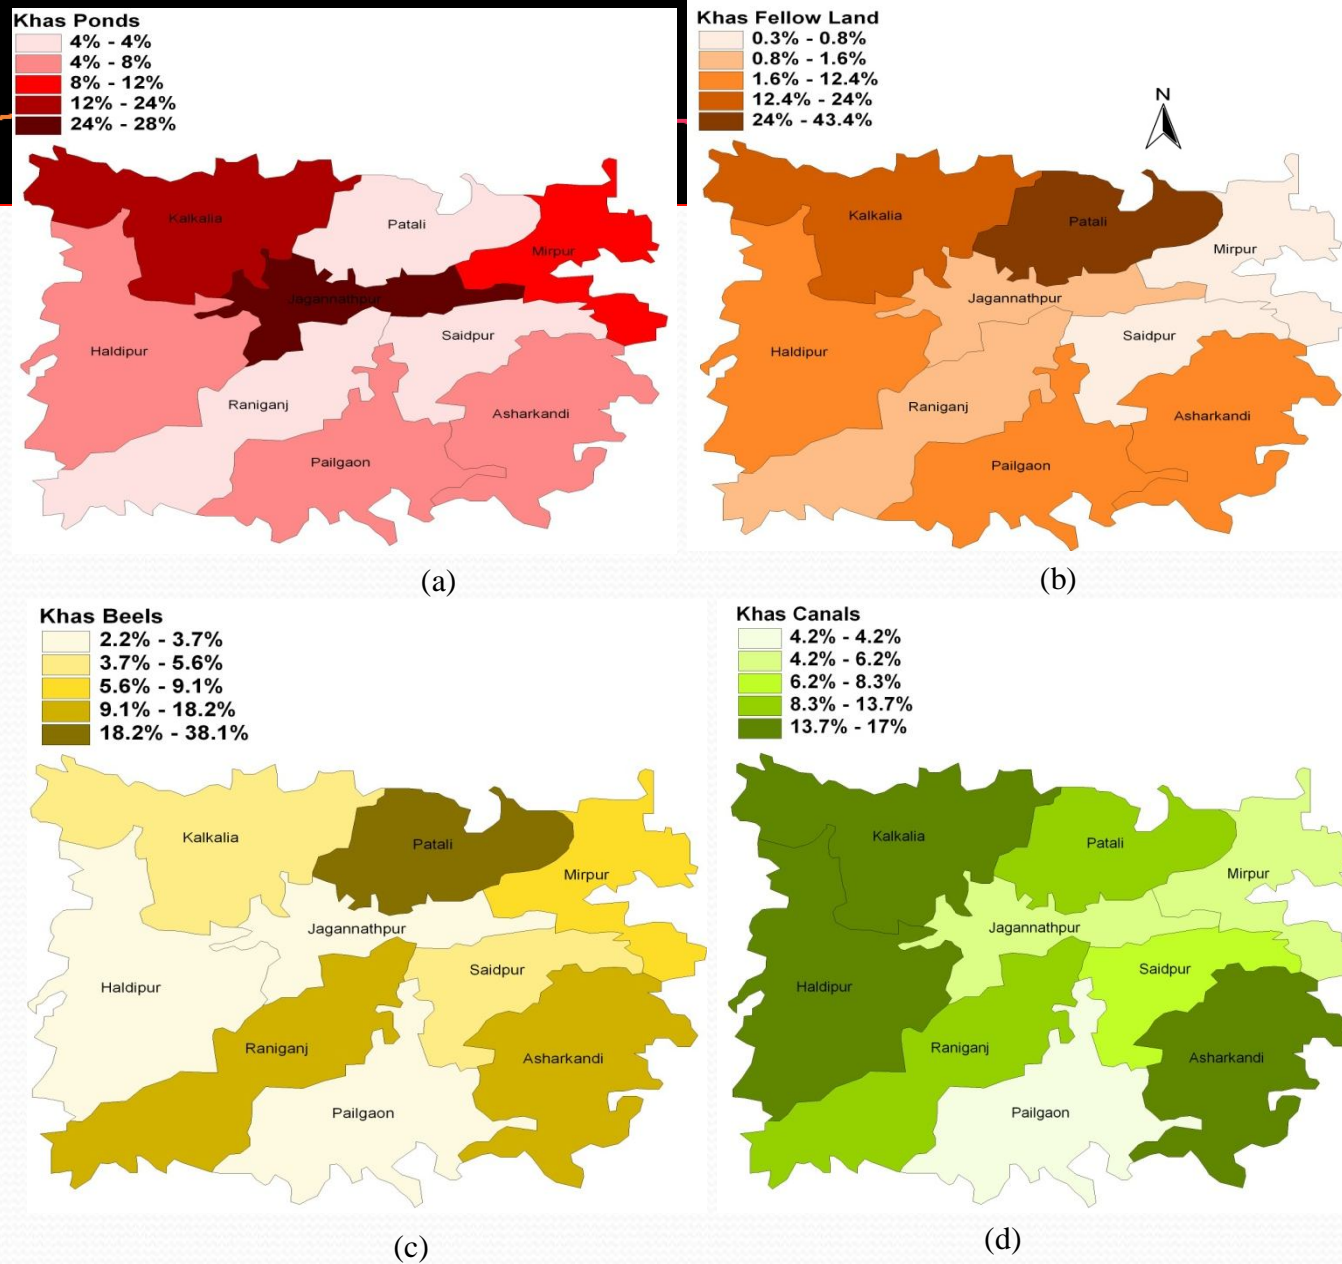 Khas Ponds
4% - 4%
4% - 8%
8% - 12%
12% - 24%
24% - 28%
Kalkalia
Patali
Mirpur
Jagannathpur
Saidpur
Haldipur
Raniganj
Asharkandi
Pailgaon
(a)
Khas Fellow Land
0.3% - 0.8%
0.8% - 1.6%
1.6% - 12.4%
12.4% - 24%
24% - 43.4%
N
Kalkalia
Patali
Mirpur
Jagannathpur
Saidpur
Haldipur
Raniganj
Asharkandi
Pailgaon
(b)
Khas Beels
2.2% - 3.7%
3.7% - 5.6%
5.6% - 9.1%
9.1% - 18.2%
18.2% - 38.1%
Kalkalia
Patali
Mirpur
Jagannathpur
Saidpur
Haldipur
Raniganj
Asharkandi
Pailgaon
(c)
Khas Canals
4.2% - 4.2%
4.2% - 6.2%
6.2% - 8.3%
8.3% - 13.7%
13.7% - 17%
Kalkalia
Patali
Mirpur
Jagannathpur
Saidpur
Haldipur
Raniganj
Asharkandi
Pailgaon
(d)